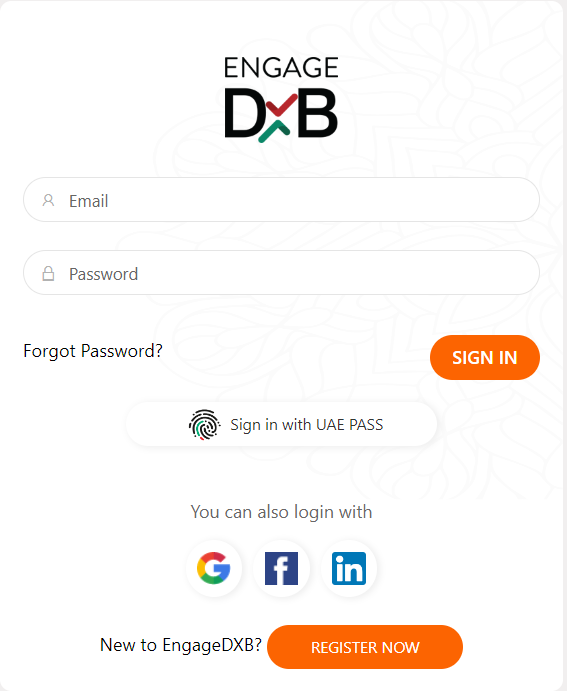 ENGAGE
DXB
Email
Password
Forgot Password?
SIGN IN
Sign in with UAE PASS
You can also login with
G f in
New to EngageDXB? REGISTER NOW